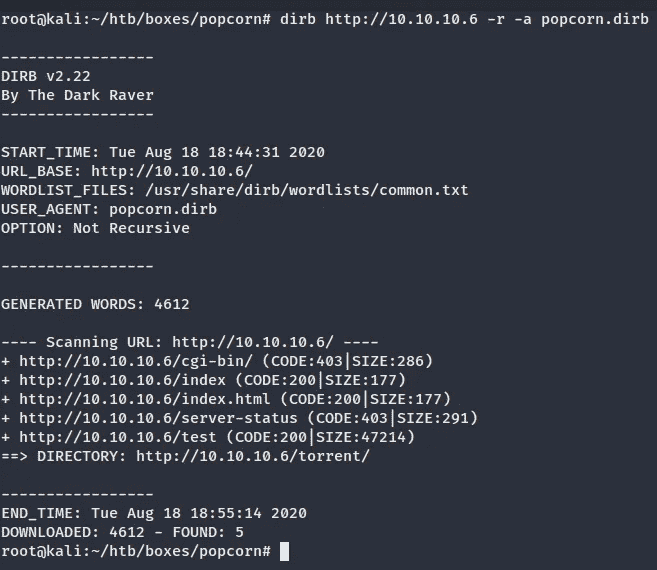 root@kali:~/htb/boxes/popcorn# dirb http://10.10.10.6 -r -a popcorn.dirb
-----------------
DIRB v2.22
By The Dark Raver
-----------------
START_TIME: Tue Aug 18 18:44:31 2020
URL_BASE: http://10.10.10.6/
WORDLIST_FILES: /usr/share/dirb/wordlists/common.txt
USER_AGENT: popcorn.dirb
OPTION: Not Recursive
-----------------
GENERATED WORDS: 4612
---- Scanning URL: http://10.10.10.6/ ----
+ http://10.10.10.6/cgi-bin/ (CODE:403|SIZE:286)
+ http://10.10.10.6/index (CODE:200|SIZE:177)
+ http://10.10.10.6/index.html (CODE:200|SIZE:177)
+ http://10.10.10.6/server-status (CODE:403|SIZE:291)
+ http://10.10.10.6/test (CODE:200|SIZE:47214)
==> DIRECTORY: http://10.10.10.6/torrent/
-----------------
END_TIME: Tue Aug 18 18:55:14 2020
DOWNLOADED: 4612 - FOUND: 5
root@kali:~/htb/boxes/popcorn#